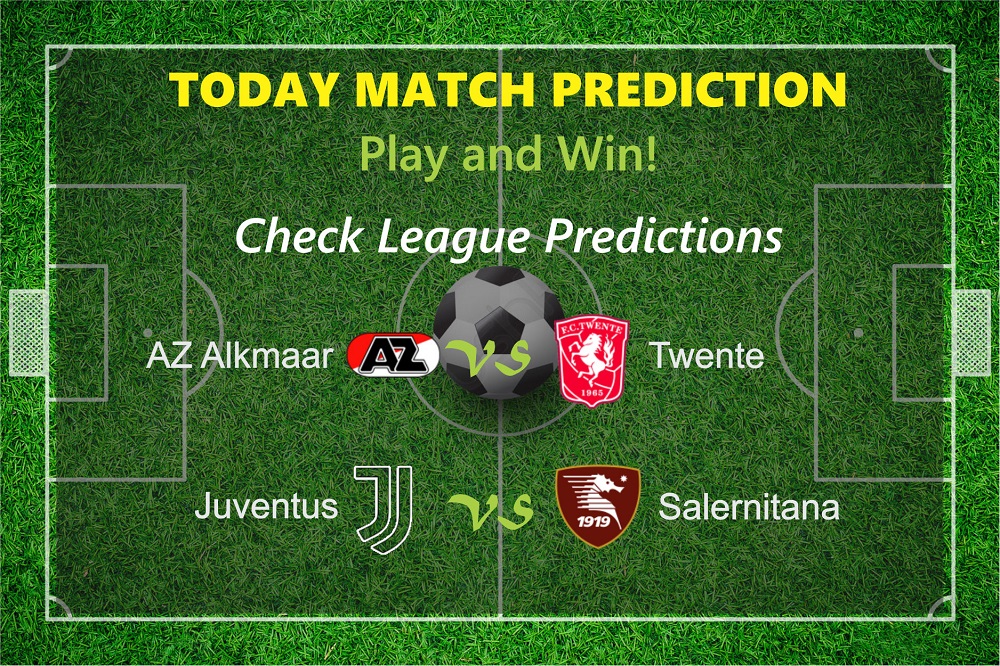 TODAY MATCH PREDICTION
Play and Win!
Check League Predictions
AZ Alkmaar AZ vs F.C. TWENTE 1965 Twente
Juventus J vs 1919 Salernitana